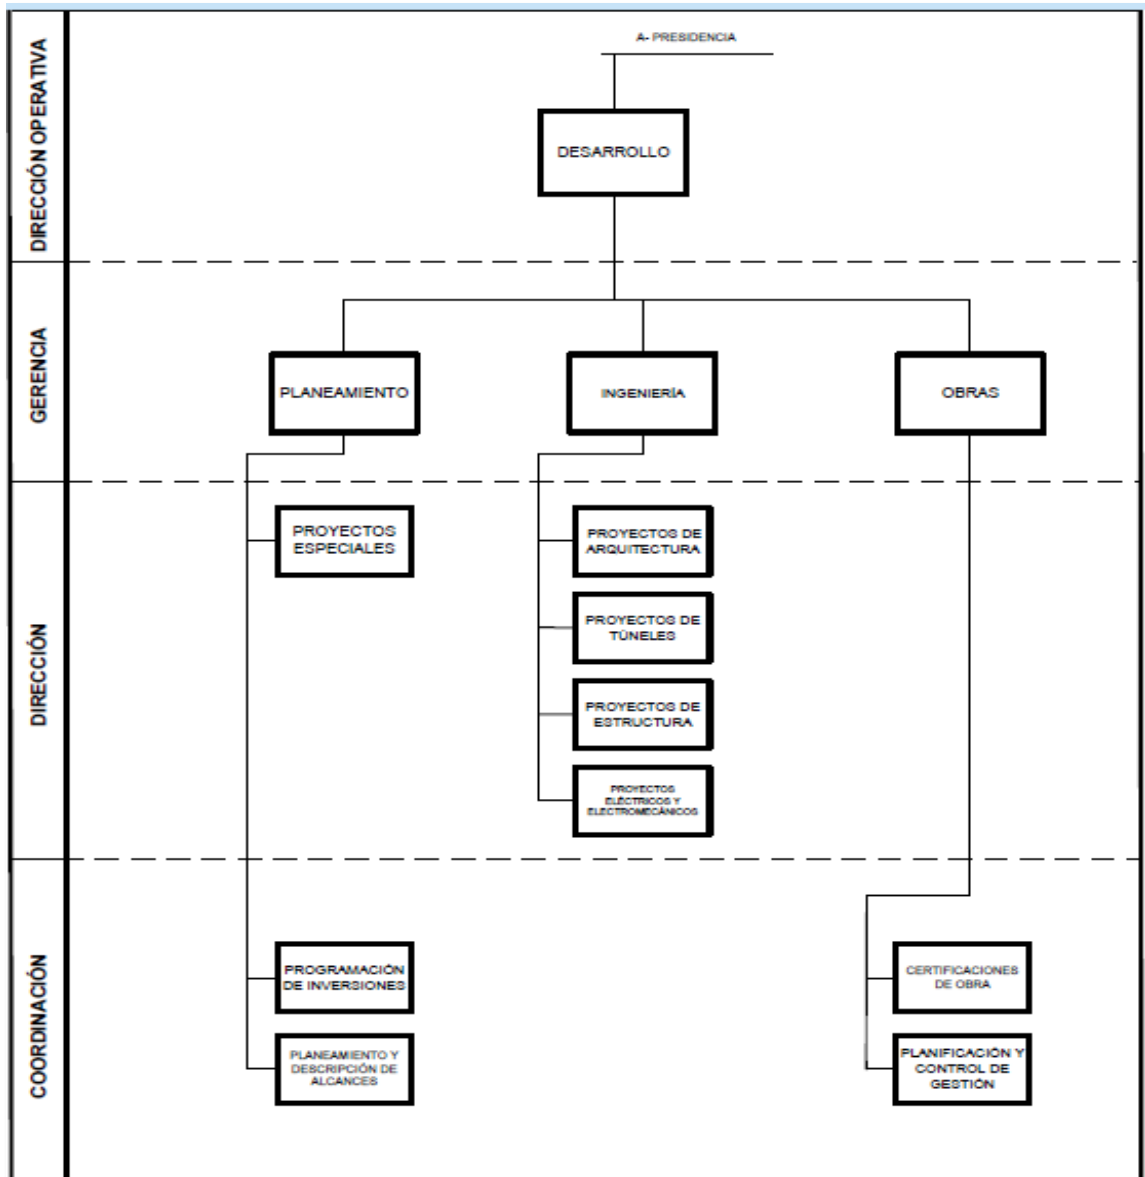 A- PRESIDENCIA
DIRECCIÓN OPERATIVA
DESARROLLO
GERENCIA
PLANEAMIENTO
INGENIERÍA
OBRAS
DIRECCIÓN
PROYECTOS
ESPECIALES
PROYECTOS DE
ARQUITECTURA
PROYECTOS DE
TÚNELES
PROYECTOS DE
ESTRUCTURA
PROYECTOS
ELÉCTRICOS Y
ELECTROMECÁNICOS
COORDINACIÓN
PROGRAMACIÓN
DE INVERSIONES
PLANEAMIENTO Y
DESCRIPCIÓN DE
ALCANCES
CERTIFICACIONES
DE OBRA
PLANIFICACIÓN Y
CONTROL DE
GESTIÓN